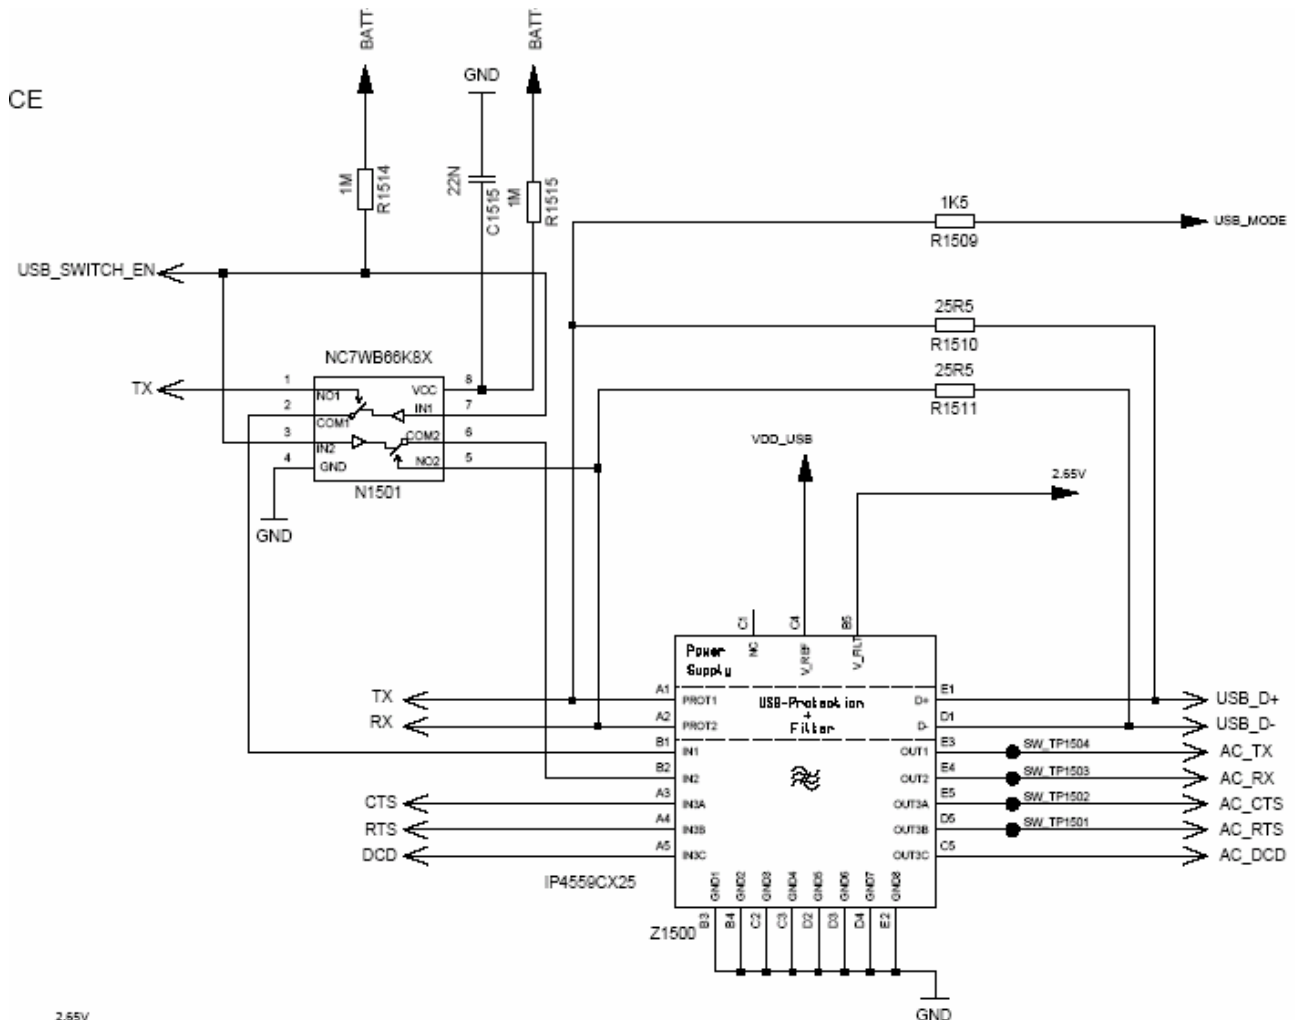 BATT
BATT
GND
CE
1M
R1514
22N
C1515
1M
R1515
1K5
R1509
USB_MODE
USB_SWITCH_EN
25R5
R1510
NC7WB66K8X
25R5
R1511
TX
1
NO1
VCC
8
2
COM1
IN1
7
3
IN2
COM2
6
4
GND
NO2
5
N1501
GND
VDD_USB
2.65V
C1
C4
B5
NC
V_REF
V_FILT
Power
Supply
TX
A1
PROT1
USB-Protection
D+
E1
USB_D+
RX
A2
PROT2
+
Filter
D-
D1
USB_D-
B1
IN1
OUT1
E3
SW_TP1504
AC_TX
B2
IN2
OUT2
E4
SW_TP1503
AC_RX
CTS
A3
IN3A
OUT3A
E5
SW_TP1502
AC_CTS
RTS
A4
IN3B
OUT3B
D5
SW_TP1501
AC_RTS
DCD
A5
IN3C
OUT3C
C5
AC_DCD
IP4559CX25
GND1
GND2
GND3
GND4
GND5
GND6
GND7
GND8
Z1500
B3
B4
C2
C3
D2
D3
D4
E2
GND
2.65V